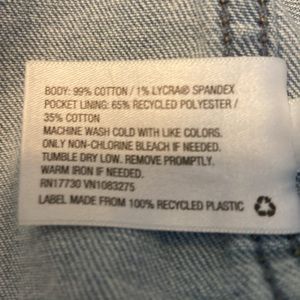 BODY: 99% COTTON / 1% LYCRA® SPANDEX
POCKET LINING: 65% RECYCLED POLYESTER /
35% COTTON
MACHINE WASH COLD WITH LIKE COLORS.
ONLY NON-CHLORINE BLEACH IF NEEDED.
TUMBLE DRY LOW. REMOVE PROMPTLY.
WARM IRON IF NEEDED.
RN17730 VN1083275
LABEL MADE FROM 100% RECYCLED PLASTIC